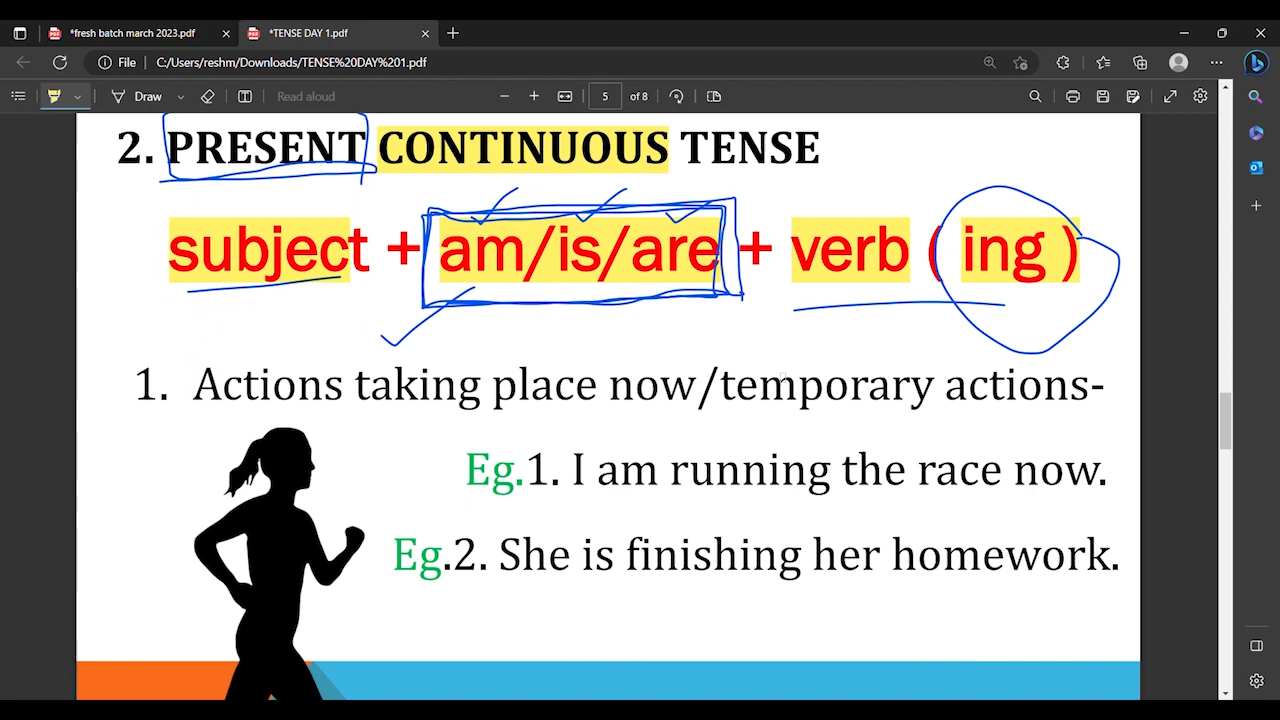 *fresh batch march 2023.pdf
*TENSE DAY 1.pdf
File
C:/Users/reshm/Downloads/TENSE%20DAY%201.pdf
Draw
Read aloud
5
of 8
2. PRESENT CONTINUOUS TENSE
subject + am/is/are + verb ( ing )
1. Actions taking place now/temporary actions-
Eg.1. I am running the race now.
Eg.2. She is finishing her homework.